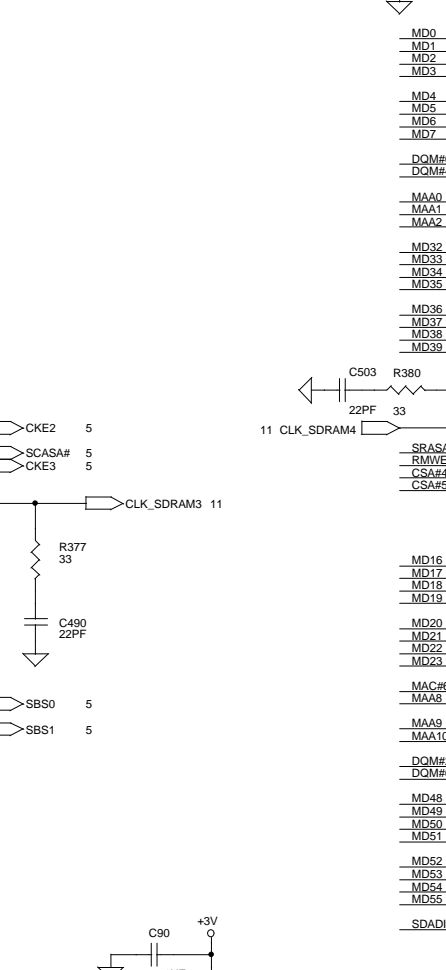 MD0
MD1
MD2
MD3
MD4
MD5
MD6
MD7
MAA0
MAA1
MAA2
MD32
MD33
MD34
MD35
MD36
MD37
MD38
MD39
C503 R380
22PF 33
11 CLK_SDRAM4
CKE2 5
SCASA# 5
CKE3 5
CLK_SDRAM3 11
R377
33
C490
22PF
SBS0 5
SBS1 5
MD16
MD17
MD18
MD19
MD20
MD21
MD22
MD23
MAA8
MAA9
MAA10
MD48
MD49
MD50
MD51
MD52
MD53
MD54
MD55
+3V
C90